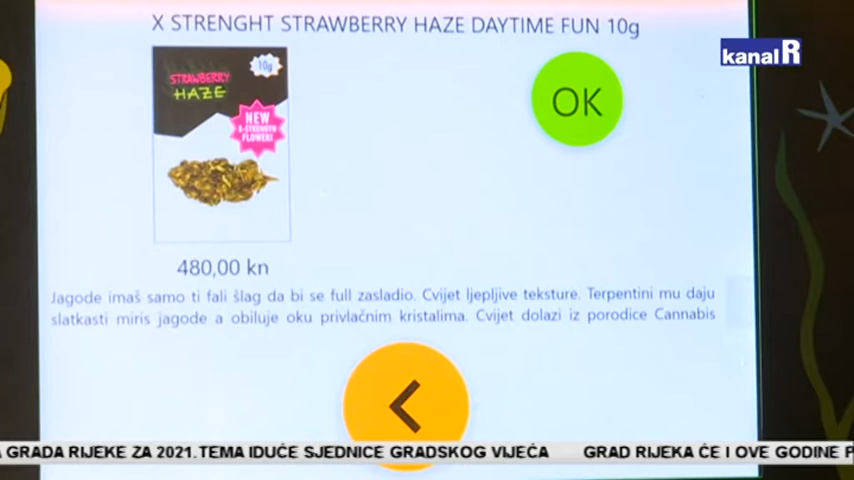 X STRENGHT STRAWBERRY HAZE DAYTIME FUN 10g
kanal R
10g
STRAWBERRY
HAZE
NEW
X-STRENGTH
FLOWER!
OK
480,00 kn
Jagode imaš samo ti fali šlag da bi se full zasladio. Cvijet ljepljive teksture. Terpentini mu daju
slatkasti miris jagode a obiluje oku privlačnim kristalima. Cvijet dolazi iz porodice Cannabis
A GRADA RIJEKE ZA 2021.TEMA IDUĆE SJEDNICE GRADSKOG VIJEĆA GRAD RIJEKA ĆE I OVE GODINE P